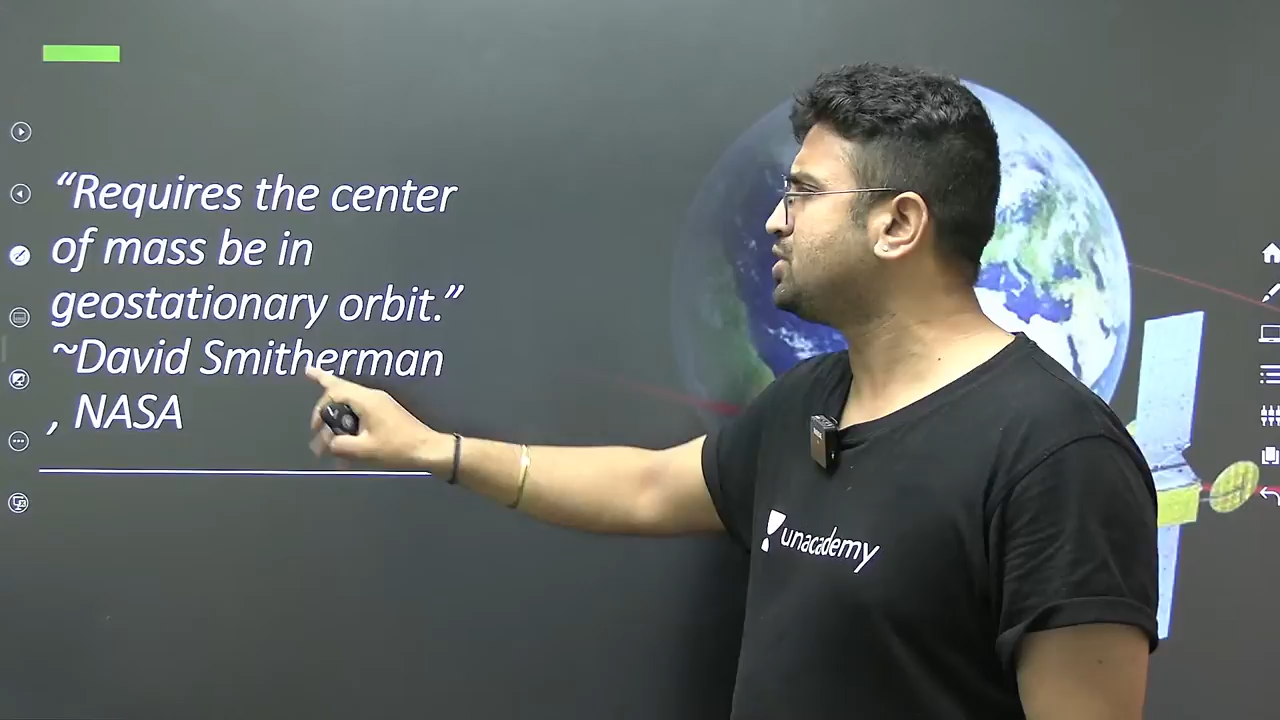 “Requires the center
of mass be in
geostationary orbit.”
~David Smitherman
, NASA
unacademy